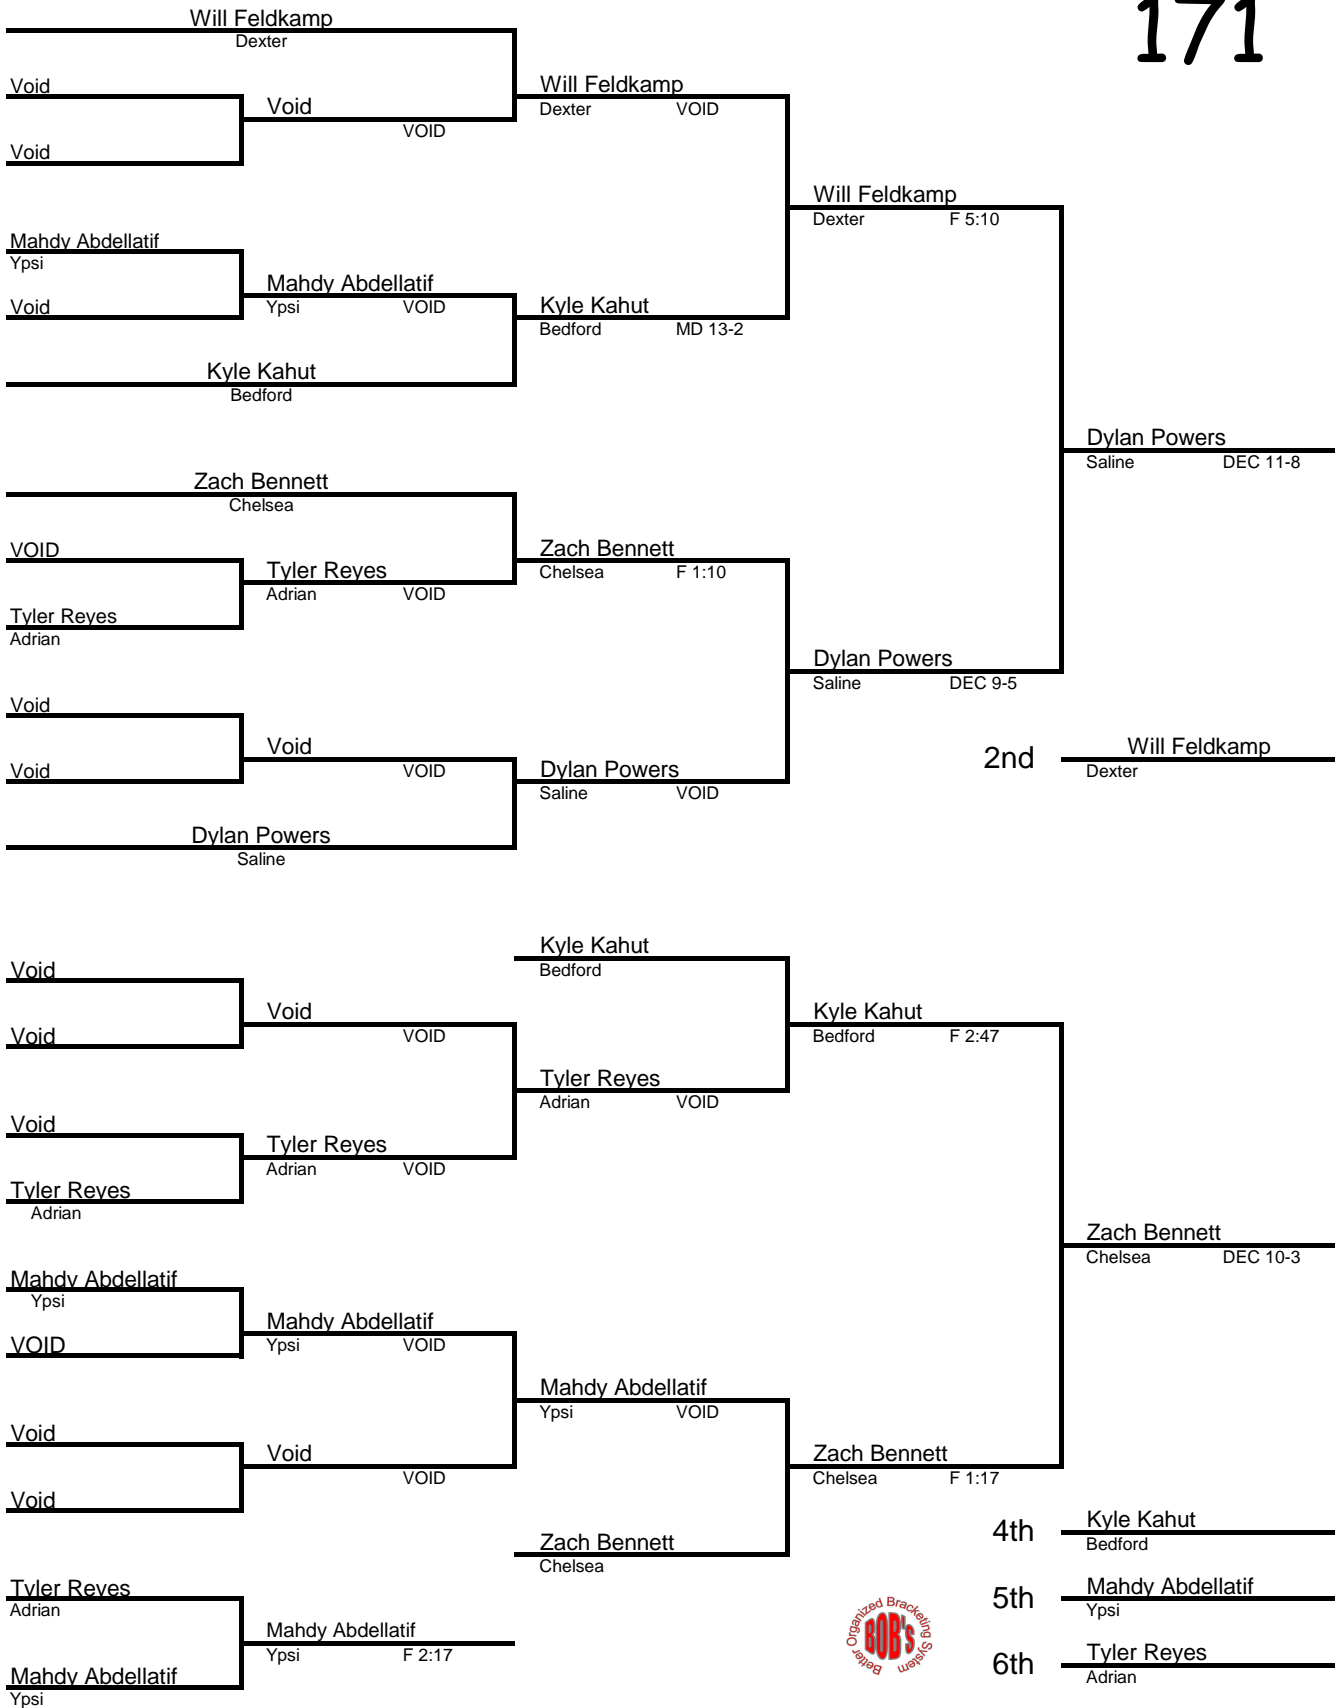 171
Will Feldkamp
Dexter
Void
Void
Void
VOID
Will Feldkamp
Dexter VOID
Mahdy Abdellatif
Ypsi
Void
Mahdy Abdellatif
Ypsi VOID
Kyle Kahut
Bedford
Kyle Kahut
Bedford MD 13-2
Will Feldkamp
Dexter F 5:10
Zach Bennett
Chelsea
VOID
Tyler Reyes
Adrian
Tyler Reyes
Adrian VOID
Zach Bennett
Chelsea F 1:10
Void
Void
Void
VOID
Dylan Powers
Saline
Dylan Powers
Saline VOID
Dylan Powers
Saline DEC 9-5
Dylan Powers
Saline DEC 11-8
2nd Will Feldkamp
Dexter
Void
Void
Void
VOID
Void
Tyler Reyes
Adrian
Tyler Reyes
Adrian VOID
Kyle Kahut
Bedford
Tyler Reyes
Adrian VOID
Kyle Kahut
Bedford F 2:47
Mahdy Abdellatif
Ypsi
VOID
Mahdy Abdellatif
Ypsi VOID
Void
Void
Void
VOID
Mahdy Abdellatif
Ypsi VOID
Zach Bennett
Chelsea
Zach Bennett
Chelsea F 1:17
Zach Bennett
Chelsea DEC 10-3
4th Kyle Kahut
Bedford
Tyler Reyes
Adrian
Mahdy Abdellatif
Ypsi
Mahdy Abdellatif
Ypsi F 2:17
5th Mahdy Abdellatif
Ypsi
6th Tyler Reyes
Adrian
Better Organized Bracketing System
BOB'S